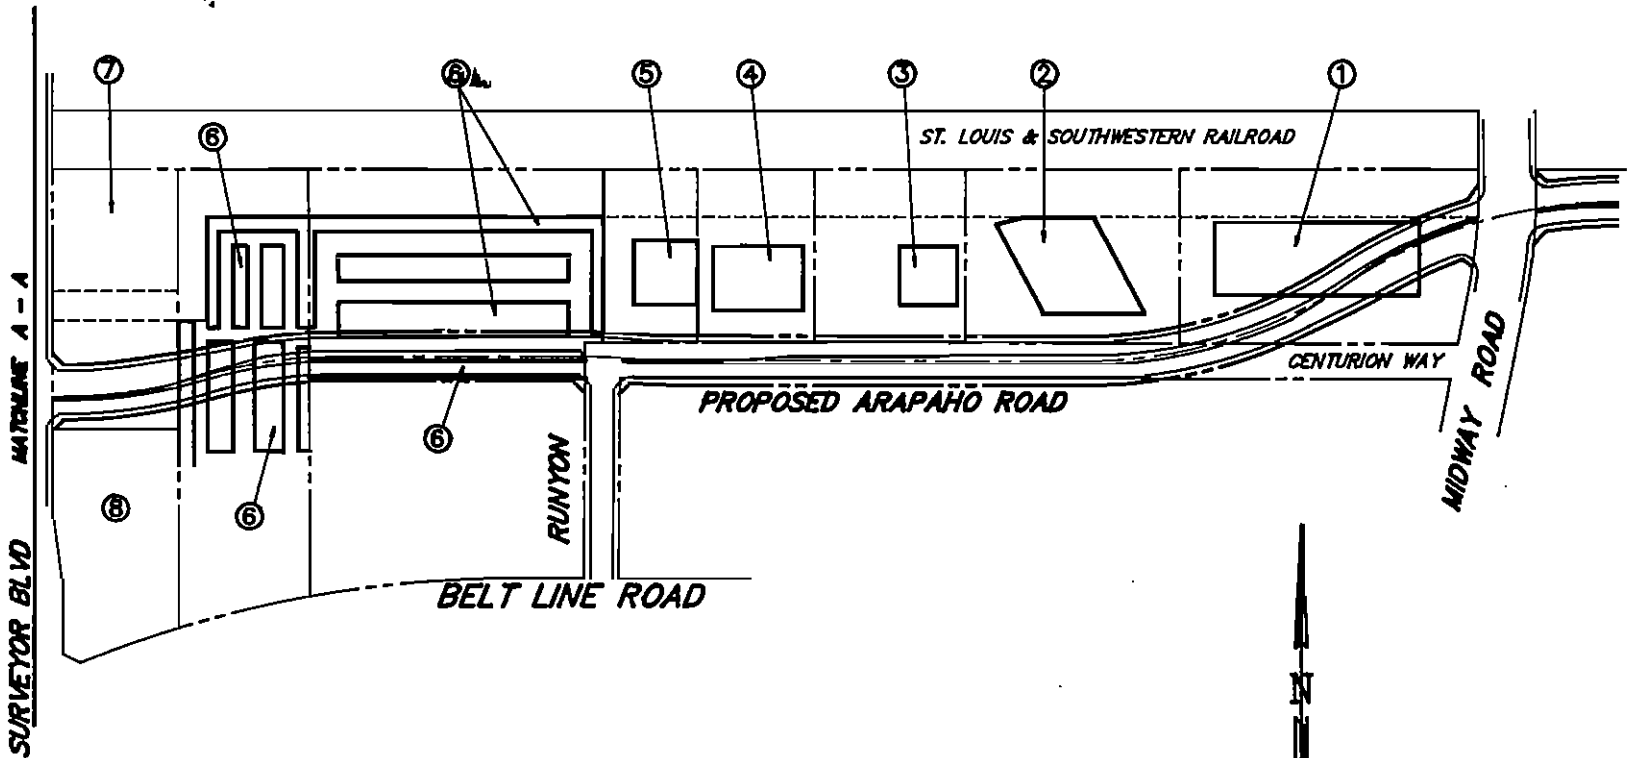 ⑦
⑥
⑤
④
③
②
①
⑥
ST. LOUIS & SOUTHWESTERN RAILROAD
SURVEYOR BLVD MATCHLINE A - A
CENTURION WAY
MIDWAY ROAD
PROPOSED ARAPAHO ROAD
⑥
RUNYON
⑧
⑥
BELT LINE ROAD
N